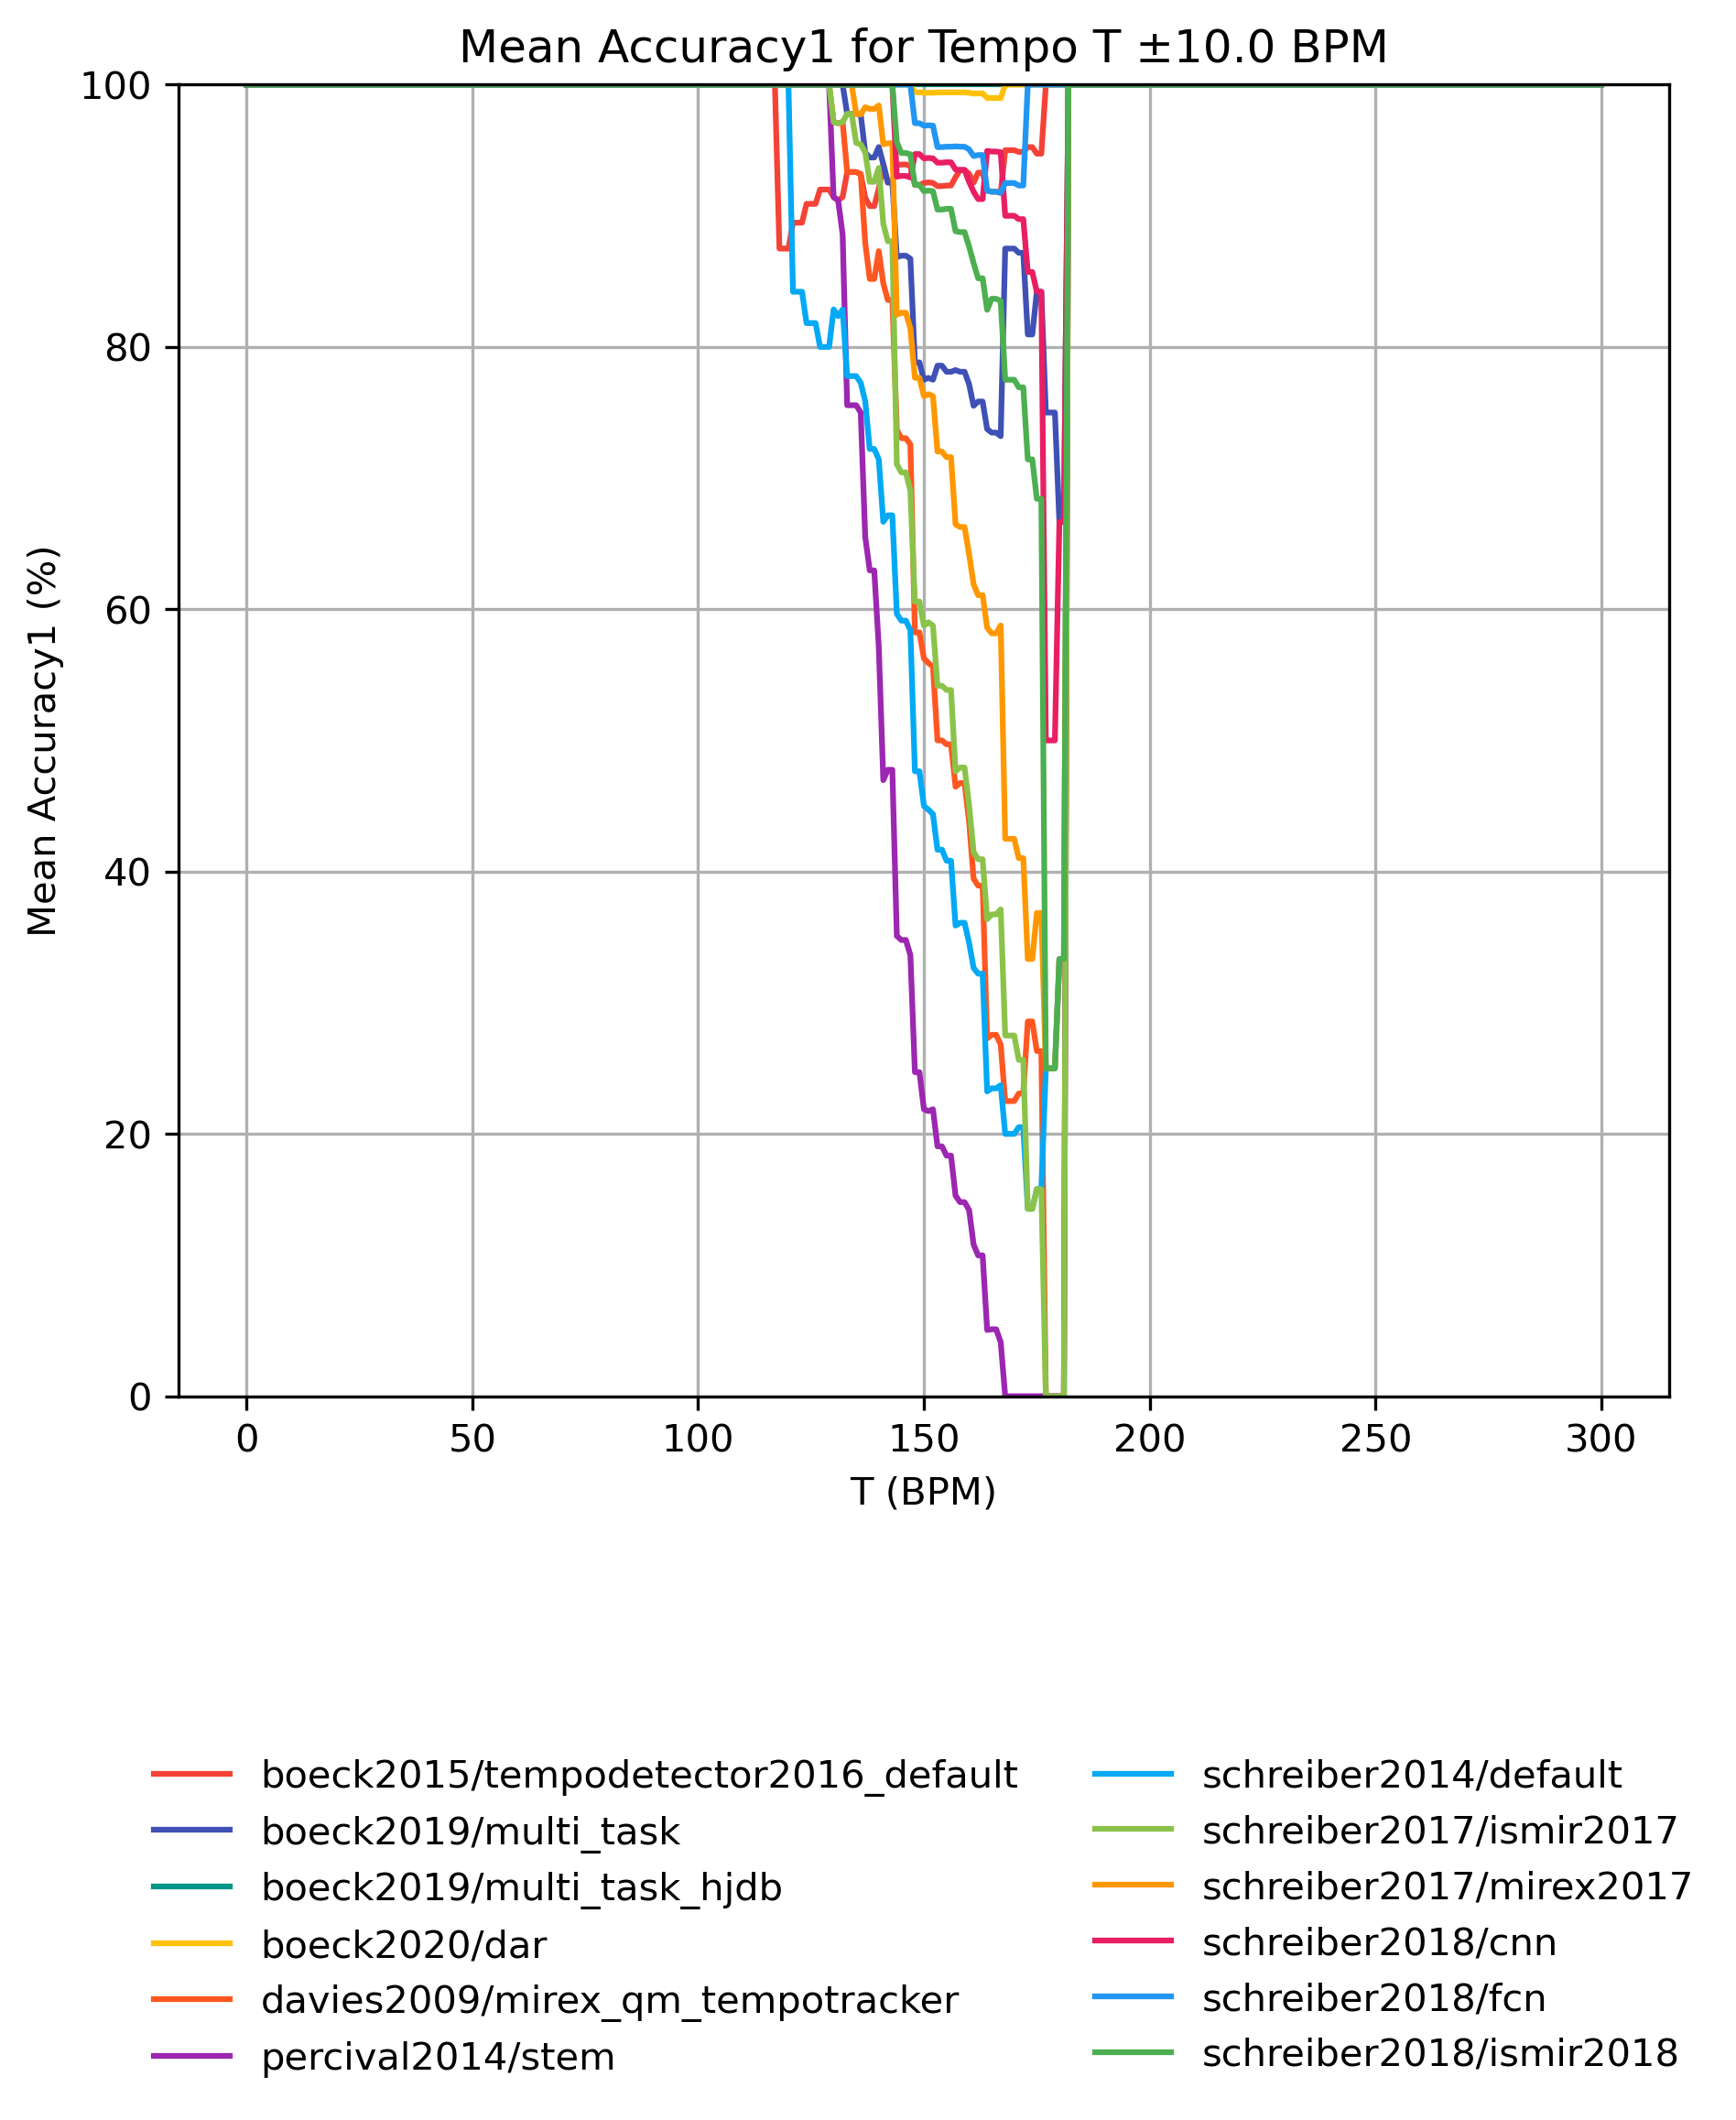 Mean Accuracy1 for Tempo T ±10.0 BPM
100
80
60
40
20
0
Mean Accuracy1 (%)
0 50 100 150 200 250 300
T (BPM)
boeck2015/tempodetector2016_default
boeck2019/multi_task
boeck2019/multi_task_hjdb
boeck2020/dar
davies2009/mirex_qm_tempotracker
percival2014/stem
schreiber2014/default
schreiber2017/ismir2017
schreiber2017/mirex2017
schreiber2018/cnn
schreiber2018/fcn
schreiber2018/ismir2018